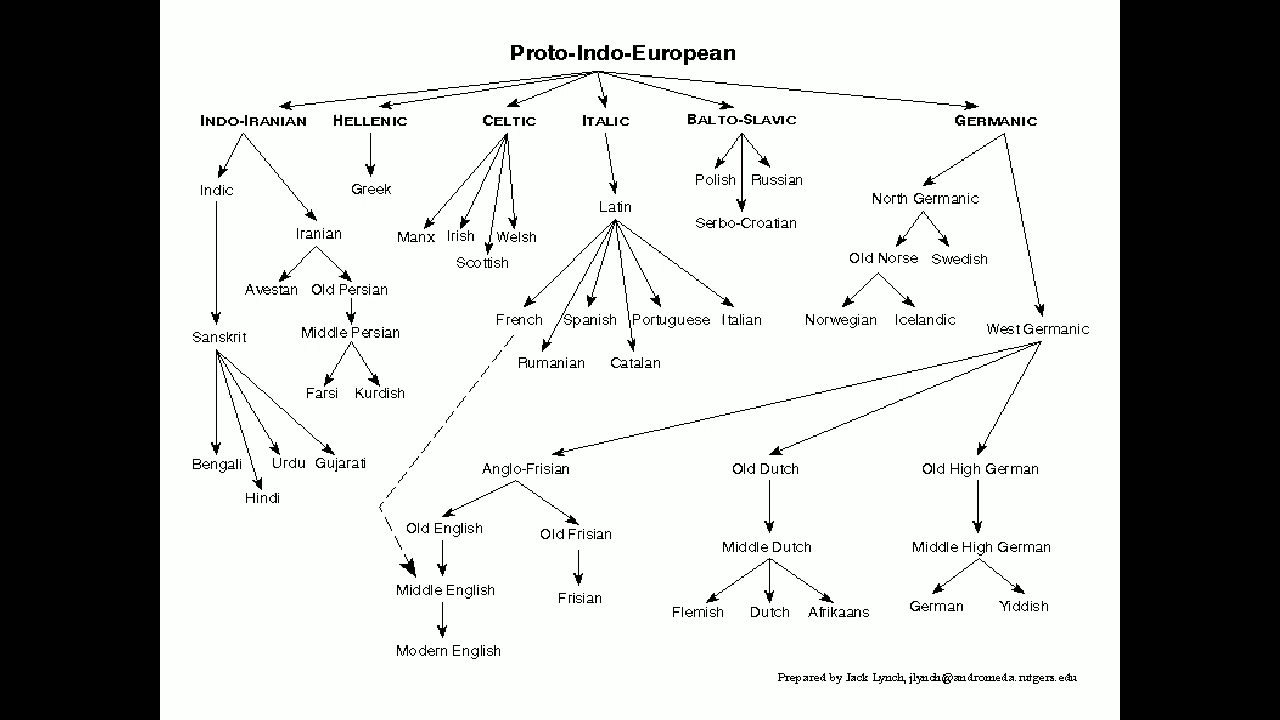 Proto-Indo-European
INDO-IRANIAN HELLENIC CELTIC ITALIC BALTO-SLAVIC GERMANIC
Indic Greek Polish Russian
North Germanic
Latin
Serbo-Croatian
Iranian Manx Irish Welsh
Scottish
Old Norse Swedish
Avestan Old Persian
French Spanish Portuguese Italian Norwegian Icelandic
Sanskrit Middle Persian West Germanic
Rumanian Catalan
Farsi Kurdish
Bengali Urdu Gujarati Anglo-Frisian Old Dutch Old High German
Hindi
Old English Old Frisian
Middle Dutch Middle High German
Middle English Frisian
Flemish Dutch Afrikaans German Yiddish
Modern English
Prepared by Jack Lynch, jlynch@andromeda.rutgers.edu